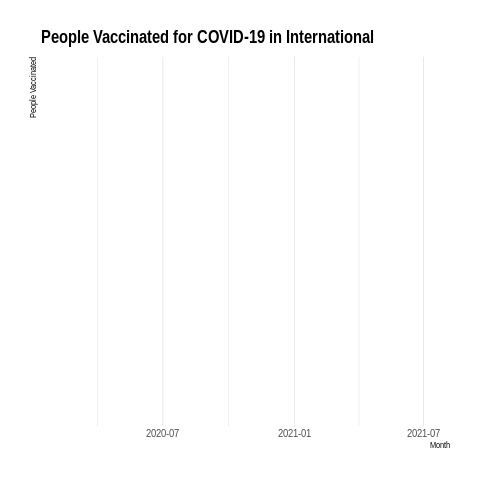 People Vaccinated for COVID-19 in International
People Vaccinated
2020-07 2021-01 2021-07
Month